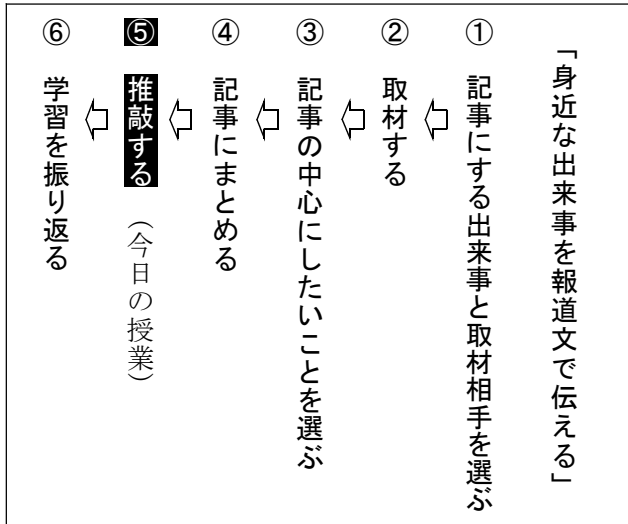 「身近な出来事を報道文で伝える」
① 記事にする出来事と取材相手を選ぶ
② 取材する
③ 記事の中心にしたいことを選ぶ
④ 記事にまとめる
⑤ 推敲する (今日の授業)
⑥ 学習を振り返る